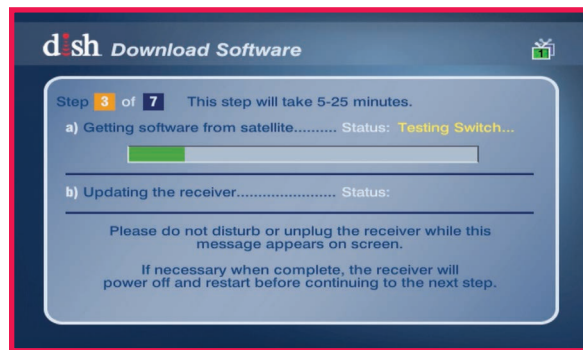 dish Download Software
1
Step 3 of 7 This step will take 5-25 minutes.
a) Getting software from satellite.......... Status: Testing Switch...
b) Updating the receiver....................... Status:
Please do not disturb or unplug the receiver while this
message appears on screen.
If necessary when complete, the receiver will
power off and restart before continuing to the next step.